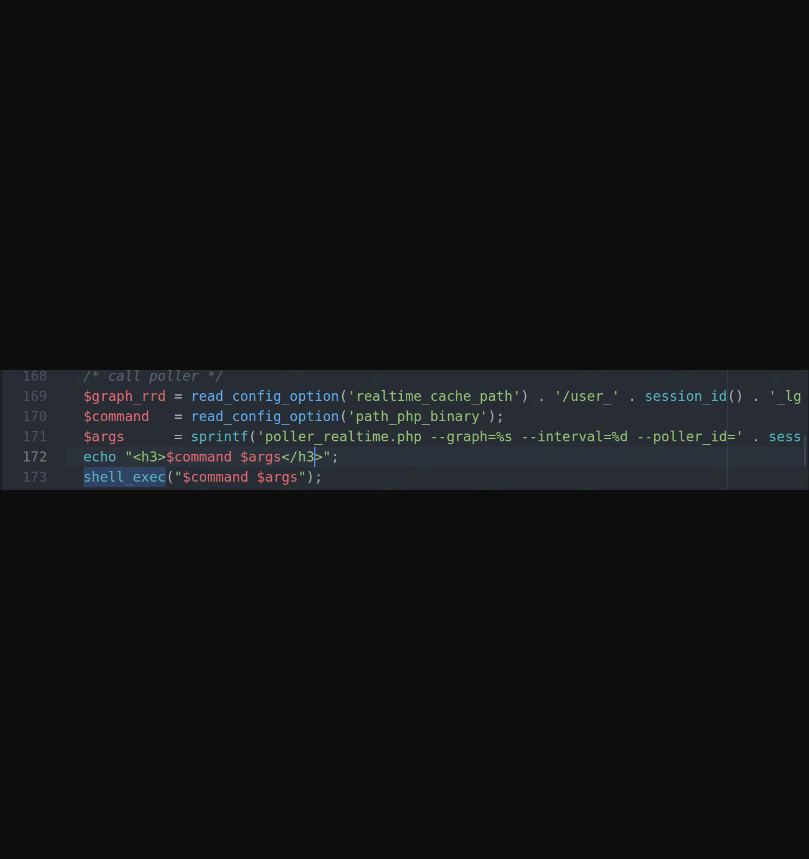 168 /* call poller */
169 $graph_rrd = read_config_option('realtime_cache_path') . '/user_' . session_id() . '_lg
170 $command = read_config_option('path_php_binary');
171 $args = sprintf('poller_realtime.php --graph=%s --interval=%d --poller_id=' . sess
172 echo "<h3>$command $args</h3>";
173 shell_exec("$command $args");